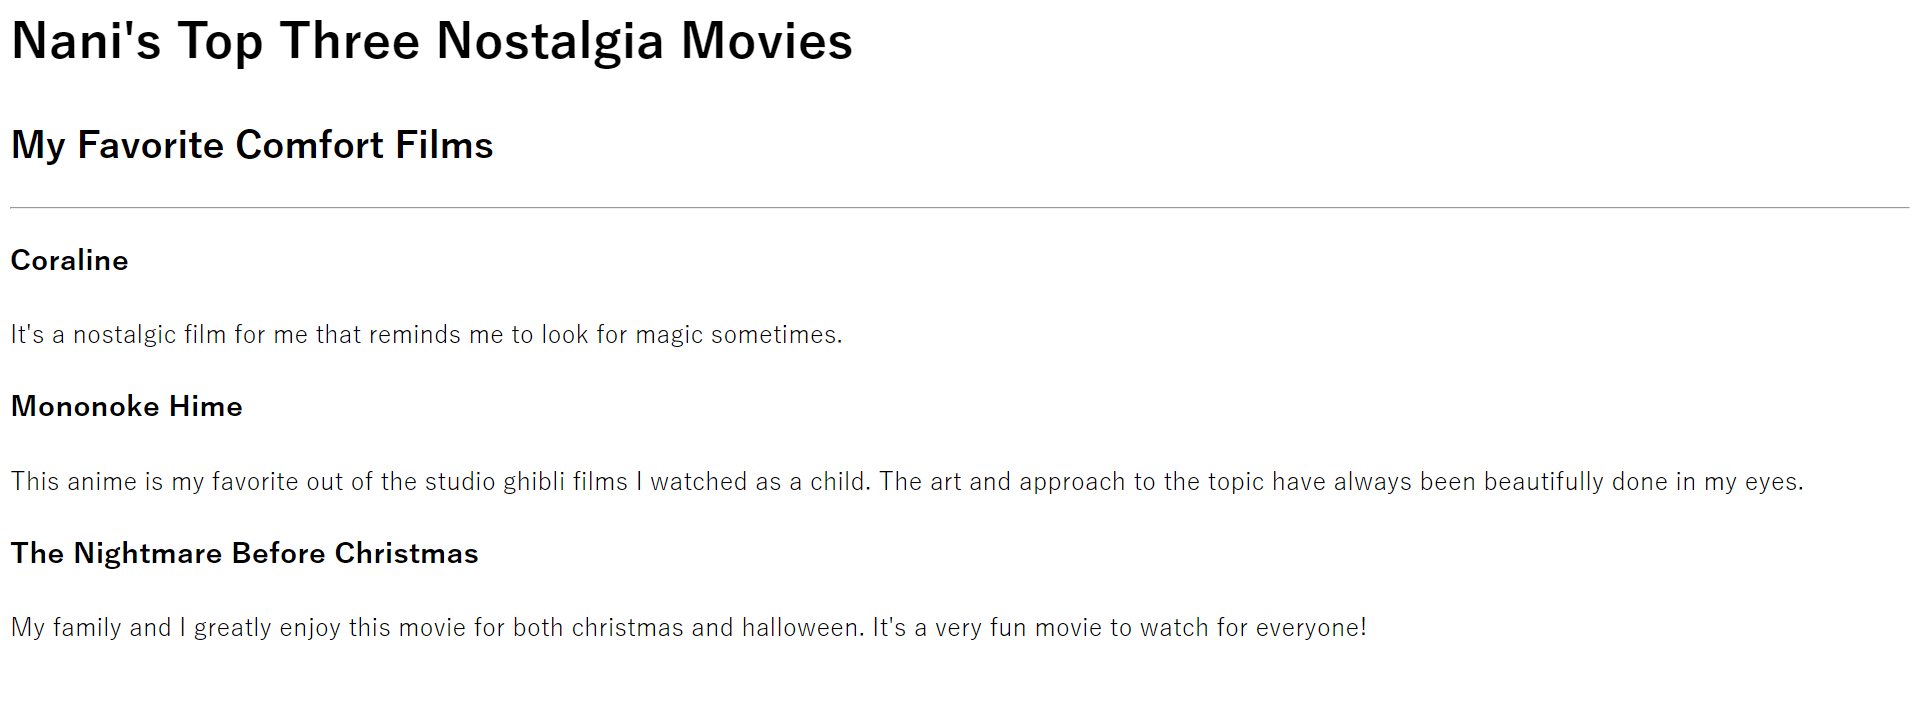 Nani's Top Three Nostalgia Movies
My Favorite Comfort Films
Coraline
It's a nostalgic film for me that reminds me to look for magic sometimes.
Mononoke Hime
This anime is my favorite out of the studio ghibli films I watched as a child. The art and approach to the topic have always been beautifully done in my eyes.
The Nightmare Before Christmas
My family and I greatly enjoy this movie for both christmas and halloween. It's a very fun movie to watch for everyone!